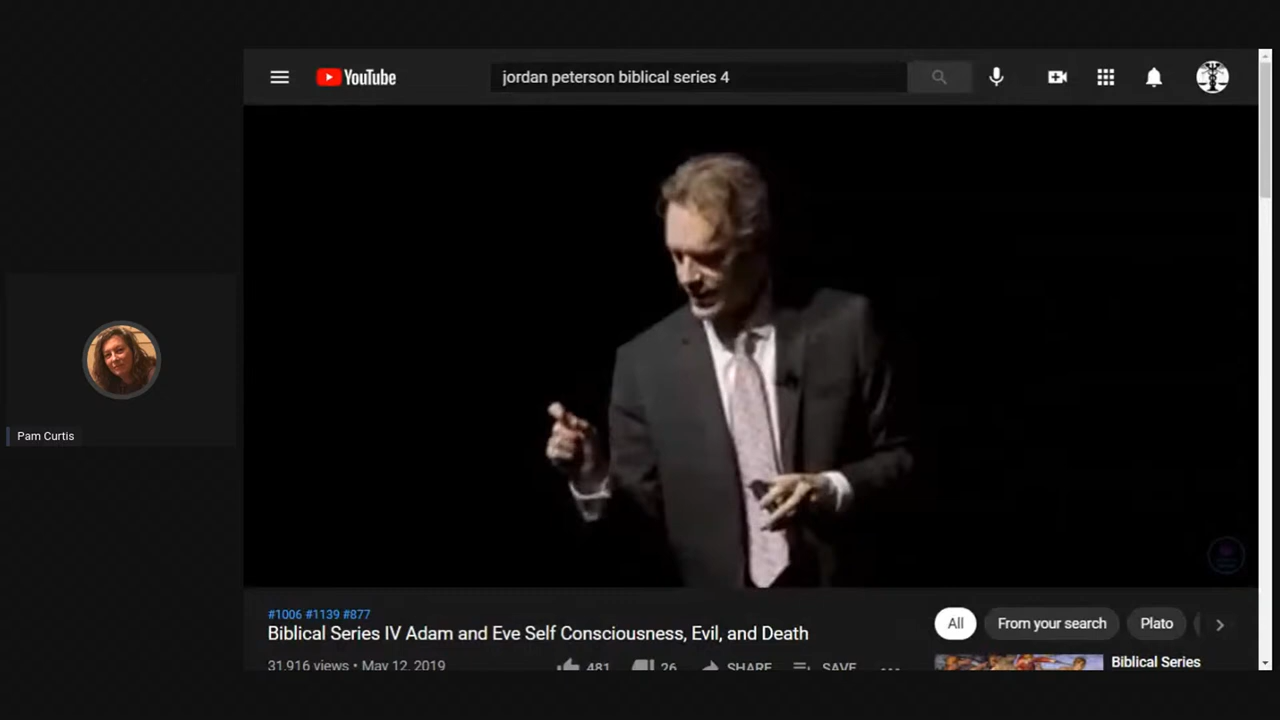 YouTube
jordan peterson biblical series 4
Pam Curtis
#1006 #1139 #877
Biblical Series IV Adam and Eve Self Consciousness, Evil, and Death
All
From your search
Plato
31,916 views • May 12, 2019
481
26
SHARE
SAVE
Biblical Series